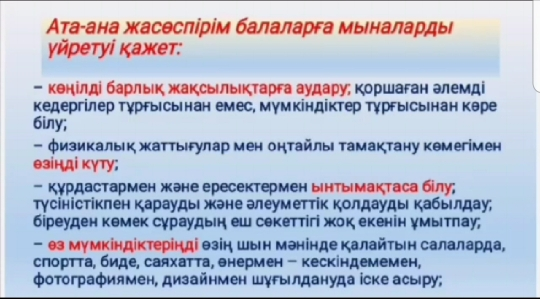 Ата-ана жасөспірім балаларға мыналарды
үйретуі қажет:
– көңілді барлық жақсылықтарға аудару; қоршаған әлемді
кедергілер тұрғысынан емес, мүмкіндіктер тұрғысынан көре
білу;
– физикалық жаттығулар мен оңтайлы тамақтану көмегімен
өзіңді күту;
– құрдастармен және ересектермен ынтымақтаса білу;
түсіністікпен қарауды және әлеуметтік қолдауды қабылдау;
біреуден көмек сұраудың еш сөкеттігі жоқ екенін ұмытпау;
– өз мүмкіндіктеріңді өзің шын мәнінде қалайтын салаларда,
спортта, биде, саяхатта, өнермен – кескіндемемен,
фотографиямен, дизайнмен шұғылдануда іске асыру;